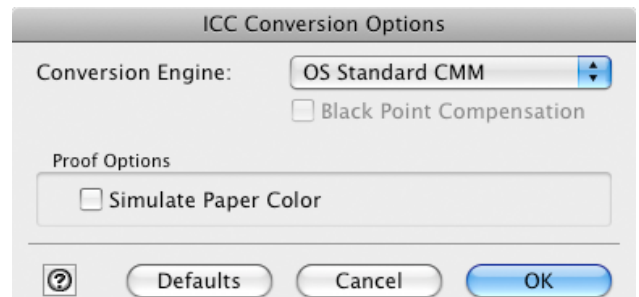 ICC Conversion Options
Conversion Engine: OS Standard CMM
Black Point Compensation
Proof Options
Simulate Paper Color
? Defaults Cancel OK